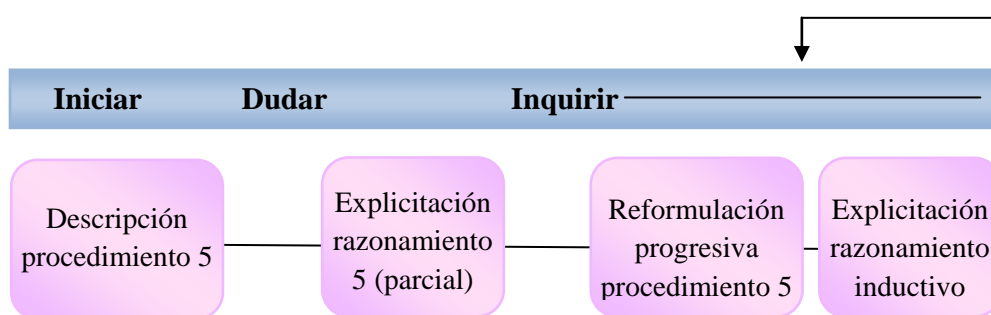 Iniciar Dudar Inquirir
Descripción
procedimiento 5
Explicitación
razonamiento
5 (parcial)
Reformulación
progresiva
procedimiento 5
Explicitación
razonamiento
inductivo